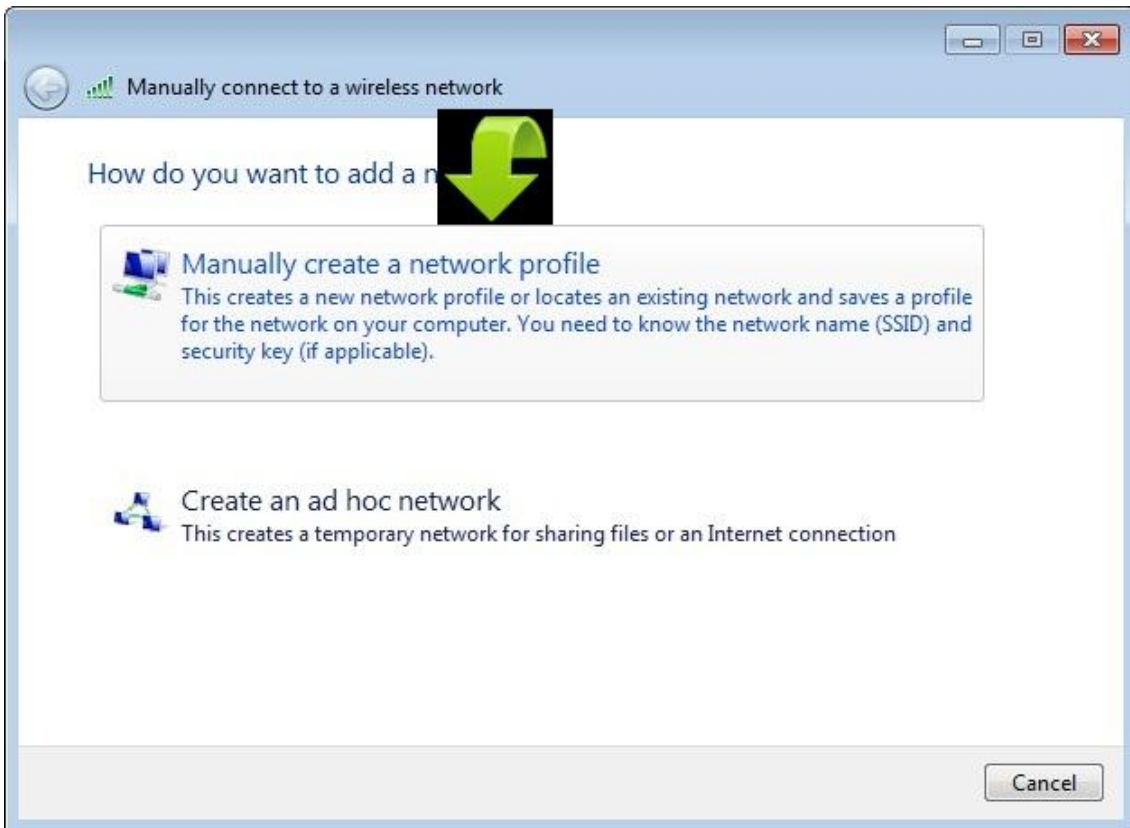 Manually connect to a wireless network
How do you want to add a
Manually create a network profile
This creates a new network profile or locates an existing network and saves a profile
for the network on your computer. You need to know the network name (SSID) and
security key (if applicable).
Create an ad hoc network
This creates a temporary network for sharing files or an Internet connection
Cancel